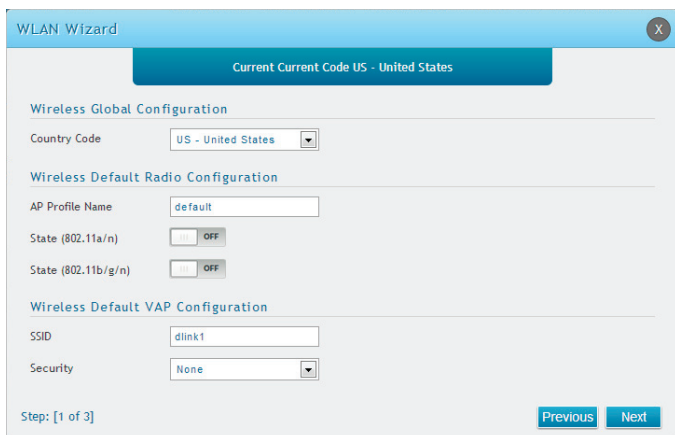 WLAN Wizard
X
Current Current Code US - United States
Wireless Global Configuration
Country Code US - United States
Wireless Default Radio Configuration
AP Profile Name default
State (802.11a/n) OFF
State (802.11b/g/n) OFF
Wireless Default VAP Configuration
SSID dlink1
Security None
Step: [1 of 3] Previous Next